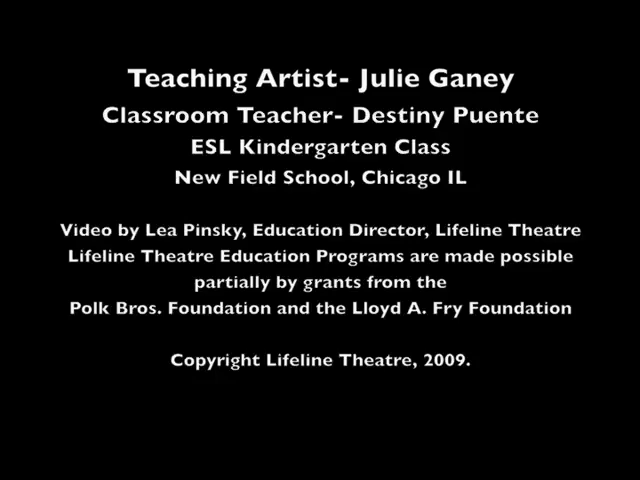 Teaching Artist- Julie Ganey
Classroom Teacher- Destiny Puente
ESL Kindergarten Class
New Field School, Chicago IL
Video by Lea Pinsky, Education Director, Lifeline Theatre
Lifeline Theatre Education Programs are made possible
partially by grants from the
Polk Bros. Foundation and the Lloyd A. Fry Foundation
Copyright Lifeline Theatre, 2009.